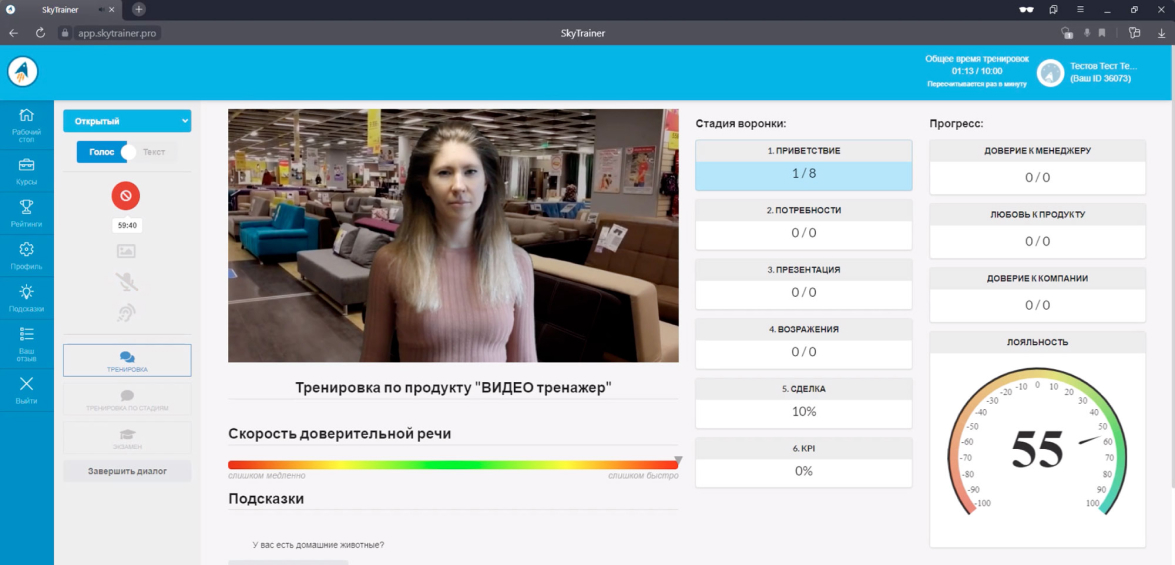 SkyTrainer
app.skytrainer.pro
SkyTrainer
Общее время тренировок
01:13 / 10:00
Пересчитывается раз в минуту
Тестов Тест Те...
(Ваш ID 36073)
Рабочий
стол
Курсы
Рейтинги
Профиль
Подсказки
Ваш
отзыв
Выйти
Открытый
Голос
Текст
59:40
ТРЕНИРОВКА
ТРЕНИРОВКА ПО СТАДИЯМ
ЭКЗАМЕН
Завершить диалог
Тренировка по продукту "ВИДЕО тренажер"
Скорость доверительной речи
слишком медленно
слишком быстро
Подсказки
У вас есть домашние животные?
Стадия воронки:
1. ПРИВЕТСТВИЕ
1 / 8
2. ПОТРЕБНОСТИ
0 / 0
3. ПРЕЗЕНТАЦИЯ
0 / 0
4. ВОЗРАЖЕНИЯ
0 / 0
5. СДЕЛКА
10%
6. KPI
0%
Прогресс:
ДОВЕРИЕ К МЕНЕДЖЕРУ
0 / 0
ЛЮБОВЬ К ПРОДУКТУ
0 / 0
ДОВЕРИЕ К КОМПАНИИ
0 / 0
ЛОЯЛЬНОСТЬ
-100
-90
-80
-70
-60
-50
-40
-30
-20
-10
0
10
20
30
40
50
60
70
80
90
100
55